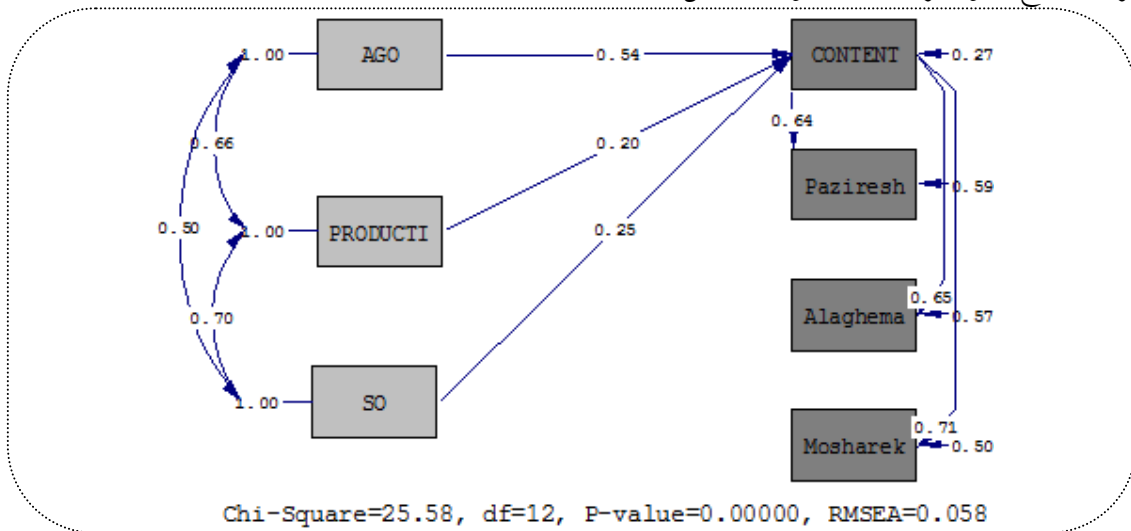 1.00 AGO 0.54 CONTENT 0.27
0.66 0.64
0.20 Paziresh 0.59
0.50 1.00 PRODUCTI 0.25
0.70 0.65
Alaghema 0.57
1.00 SO
0.71
Mosharek 0.50
Chi-Square=25.58, df=12, P-value=0.00000, RMSEA=0.058